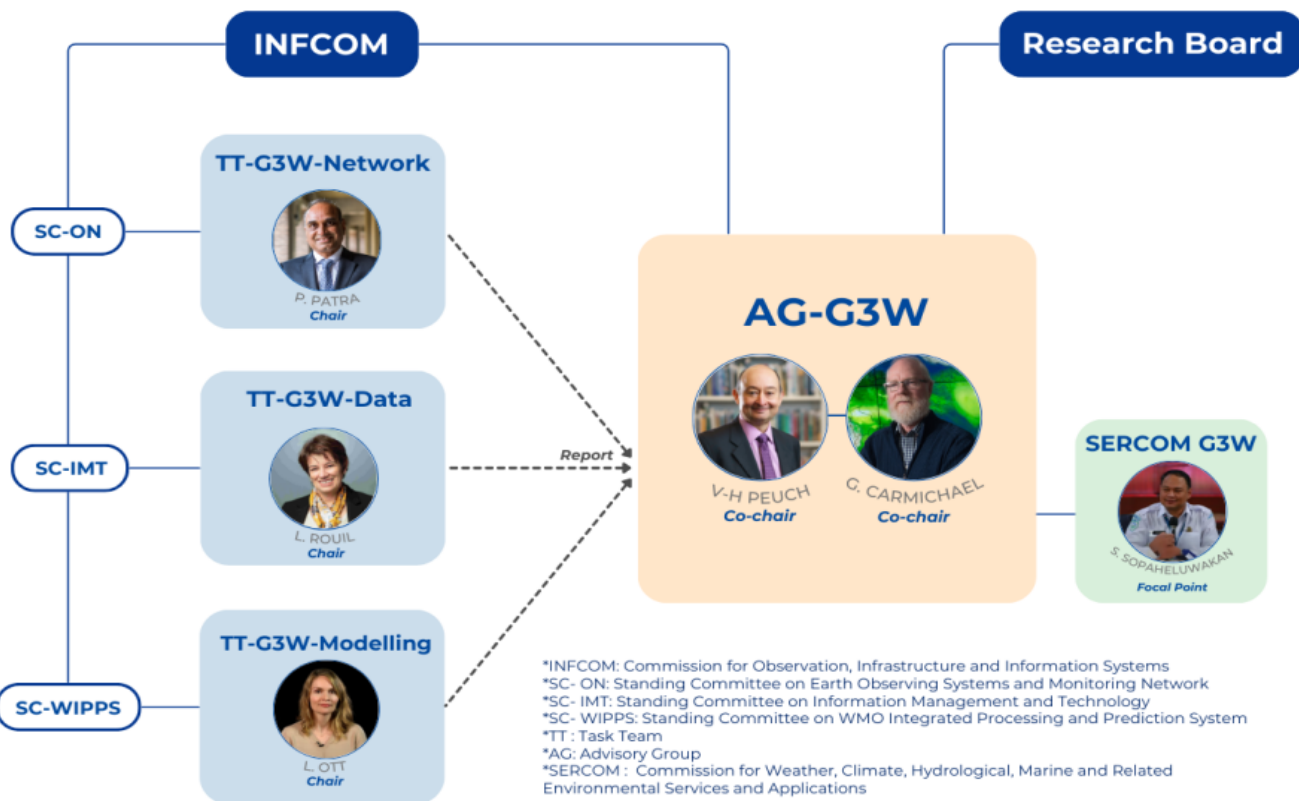 INFCOM
Research Board
TT-G3W-Network
SC-ON
P. PATRA
Chair
AG-G3W
TT-G3W-Data
SC-IMT
L. ROUIL
Chair
Report
V-H PEUCH
Co-chair
G. CARMICHAEL
Co-chair
SERCOM G3W
S. SOPAHELUWAKAN
Focal Point
TT-G3W-Modelling
SC-WIPPS
L. OTT
Chair
*INFCOM: Commission for Observation, Infrastructure and Information Systems
*SC- ON: Standing Committee on Earth Observing Systems and Monitoring Network
*SC- IMT: Standing Committee on Information Management and Technology
*SC- WIPPS: Standing Committee on WMO Integrated Processing and Prediction System
*TT : Task Team
*AG: Advisory Group
*SERCOM :  Commission for Weather, Climate, Hydrological, Marine and Related
Environmental Services and Applications